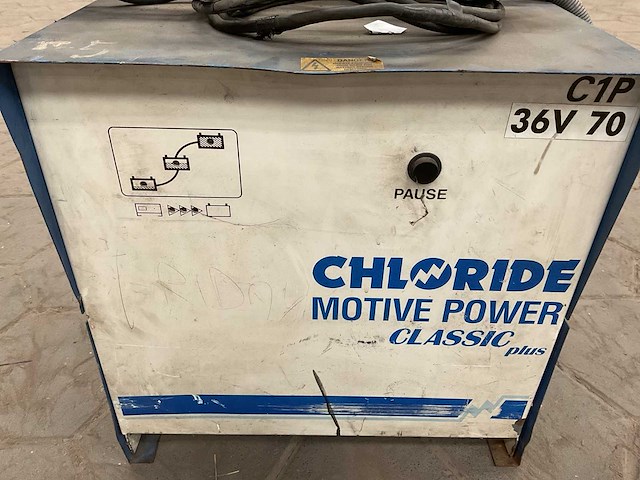 C1P
36V 70
PAUSE
CHLORIDE
MOTIVE POWER
CLASSIC
plus